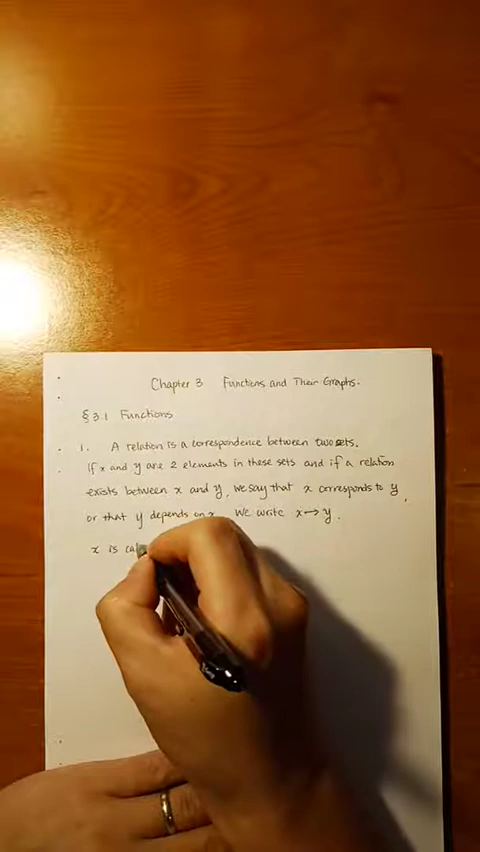 Chapter 3 Functions and Their Graphs.
§3.1 Functions
1. A relation is a correspondence between two sets.
If x and y are 2 elements in these sets and if a relation
exists between x and y, we say that x corresponds to y,
or that y depends on x. We write x→y.
x is cal